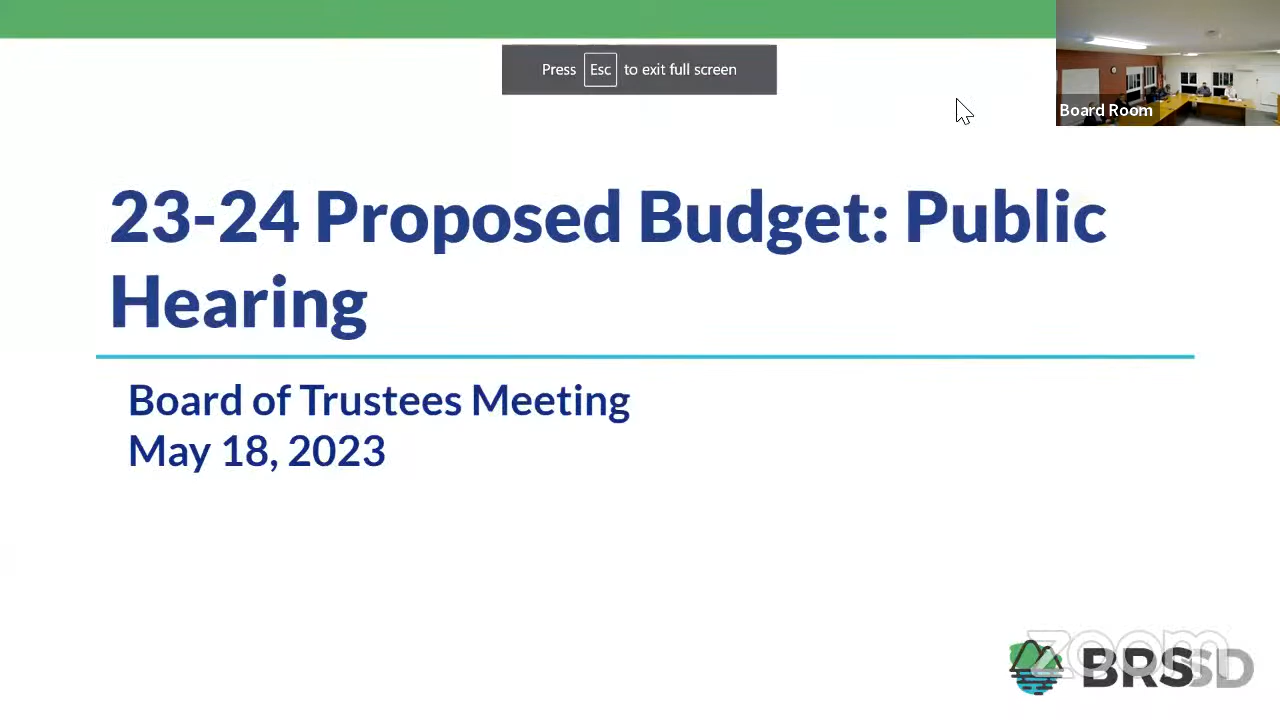 Press Esc to exit full screen
Board Room
23-24 Proposed Budget: Public
Hearing
Board of Trustees Meeting
May 18, 2023
zoom
BRSSD